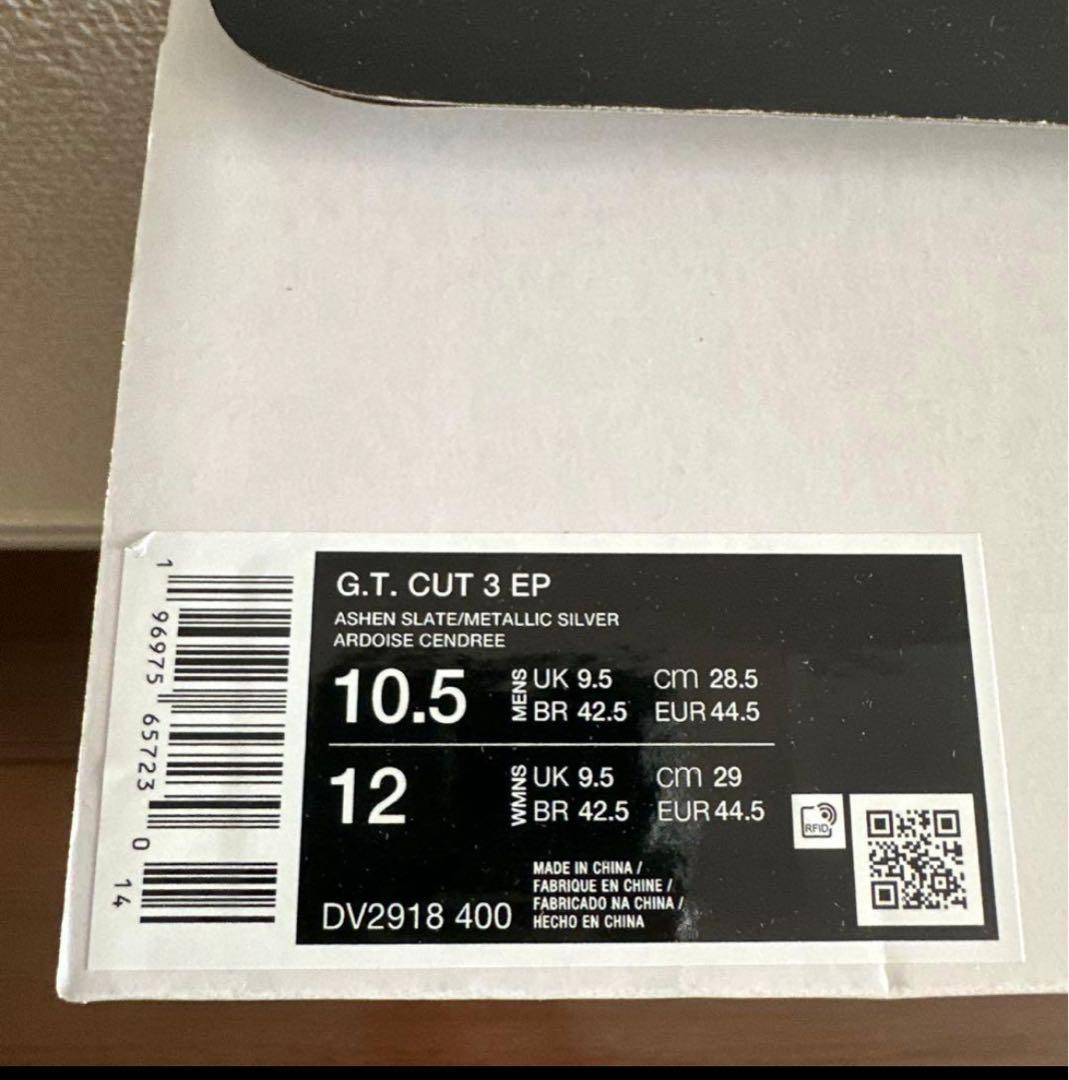 G.T. CUT 3 EP
ASHEN SLATE/METALLIC SILVER
ARDOISE CENDREE
10.5 MENS UK 9.5 cm 28.5
BR 42.5 EUR 44.5
12 WMNS UK 9.5 cm 29
BR 42.5 EUR 44.5
RFID
DV2918 400
MADE IN CHINA /
FABRIQUE EN CHINE /
FABRICADO NA CHINA /
HECHO EN CHINA
1 96975 65723 0 14